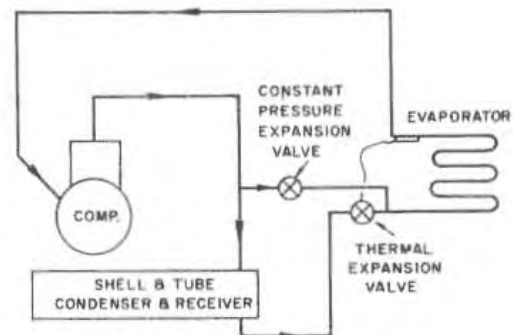 CONSTANT
PRESSURE
EXPANSION
VALVE
EVAPORATOR
COMP.
THERMAL
EXPANSION
VALVE
SHELL & TUBE
CONDENSER & RECEIVER